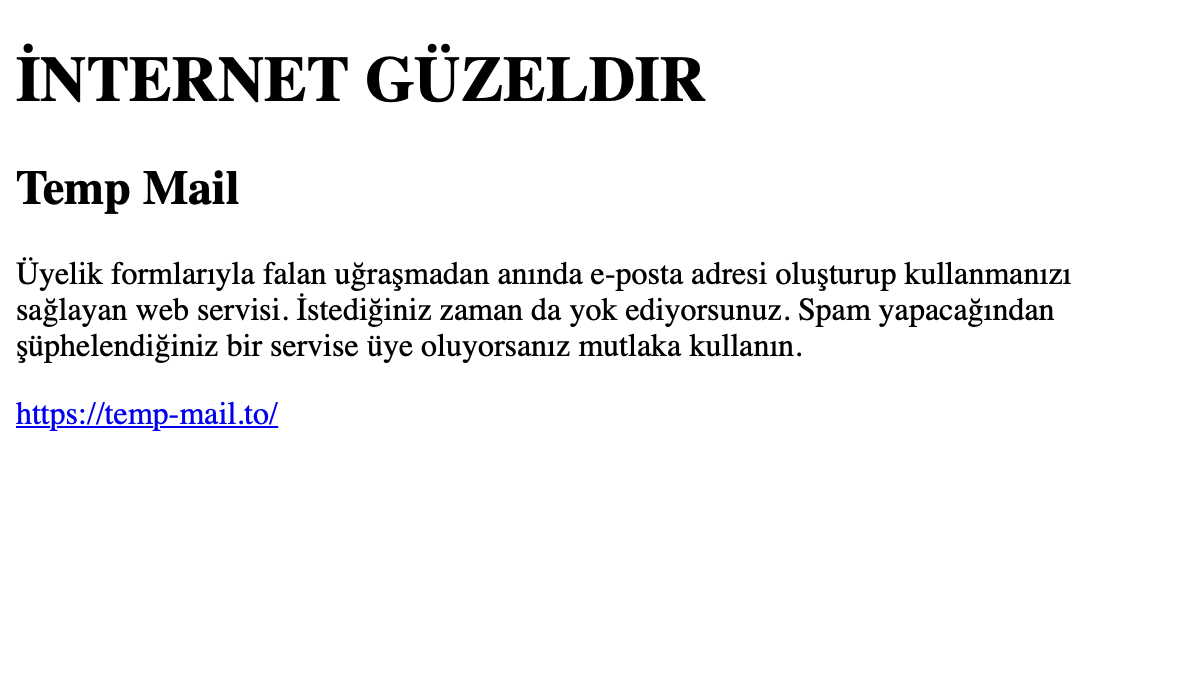 İNTERNET GÜZELDIR
Temp Mail
Üyelik formlarıyla falan uğraşmadan anında e-posta adresi oluşturup kullanmanızı
sağlayan web servisi. İstediğiniz zaman da yok ediyorsunuz. Spam yapacağından
şüphelendiğiniz bir servise üye oluyorsanız mutlaka kullanın.
https://temp-mail.to/